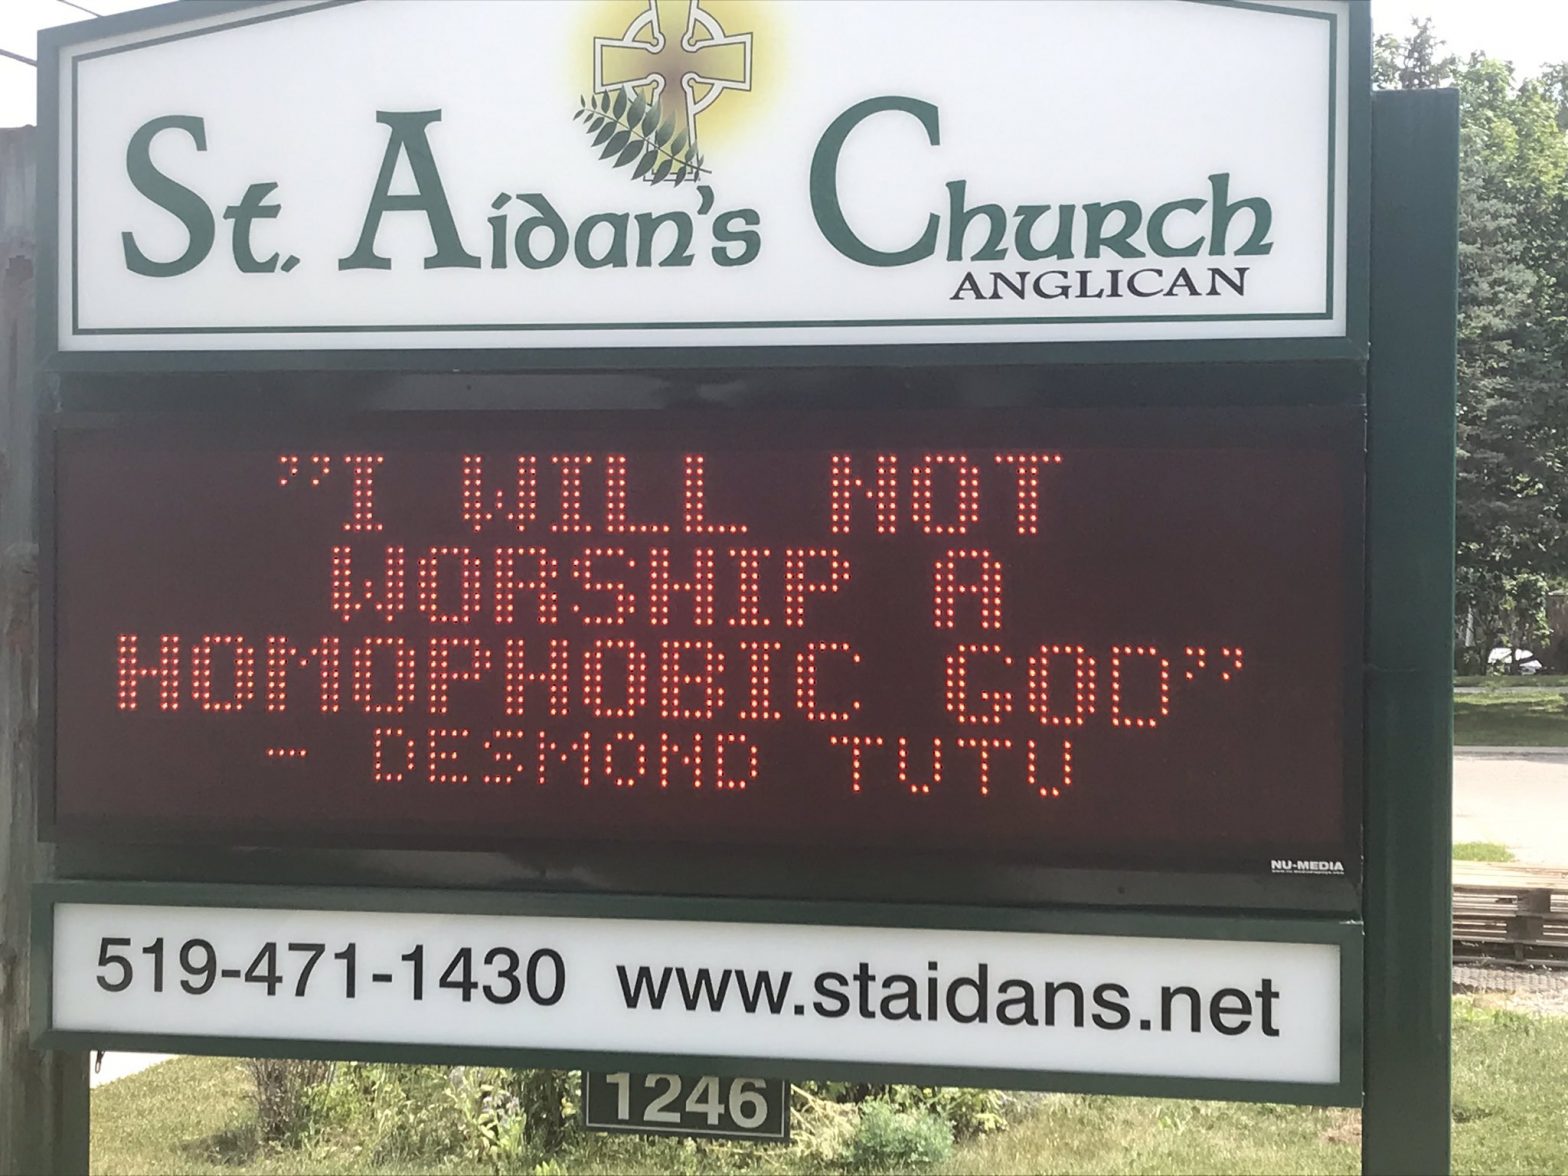 St. Aidan's Church
ANGLICAN
"I WILL NOT
WORSHIP A
HOMOPHOBIC GOD"
- DESMOND TUTU
NU-MEDIA
519-471-1430 www.staidans.net
1246